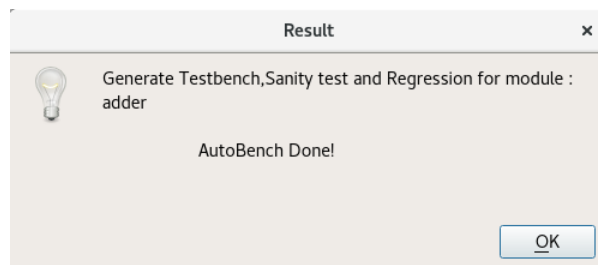 Result
Generate Testbench,Sanity test and Regression for module :
adder
AutoBench Done!
OK